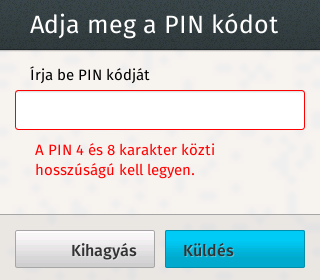 Adja meg a PIN kódot
Írja be PIN kódját
A PIN 4 és 8 karakter közti
hosszúságú kell legyen.
Kihagyás
Küldés